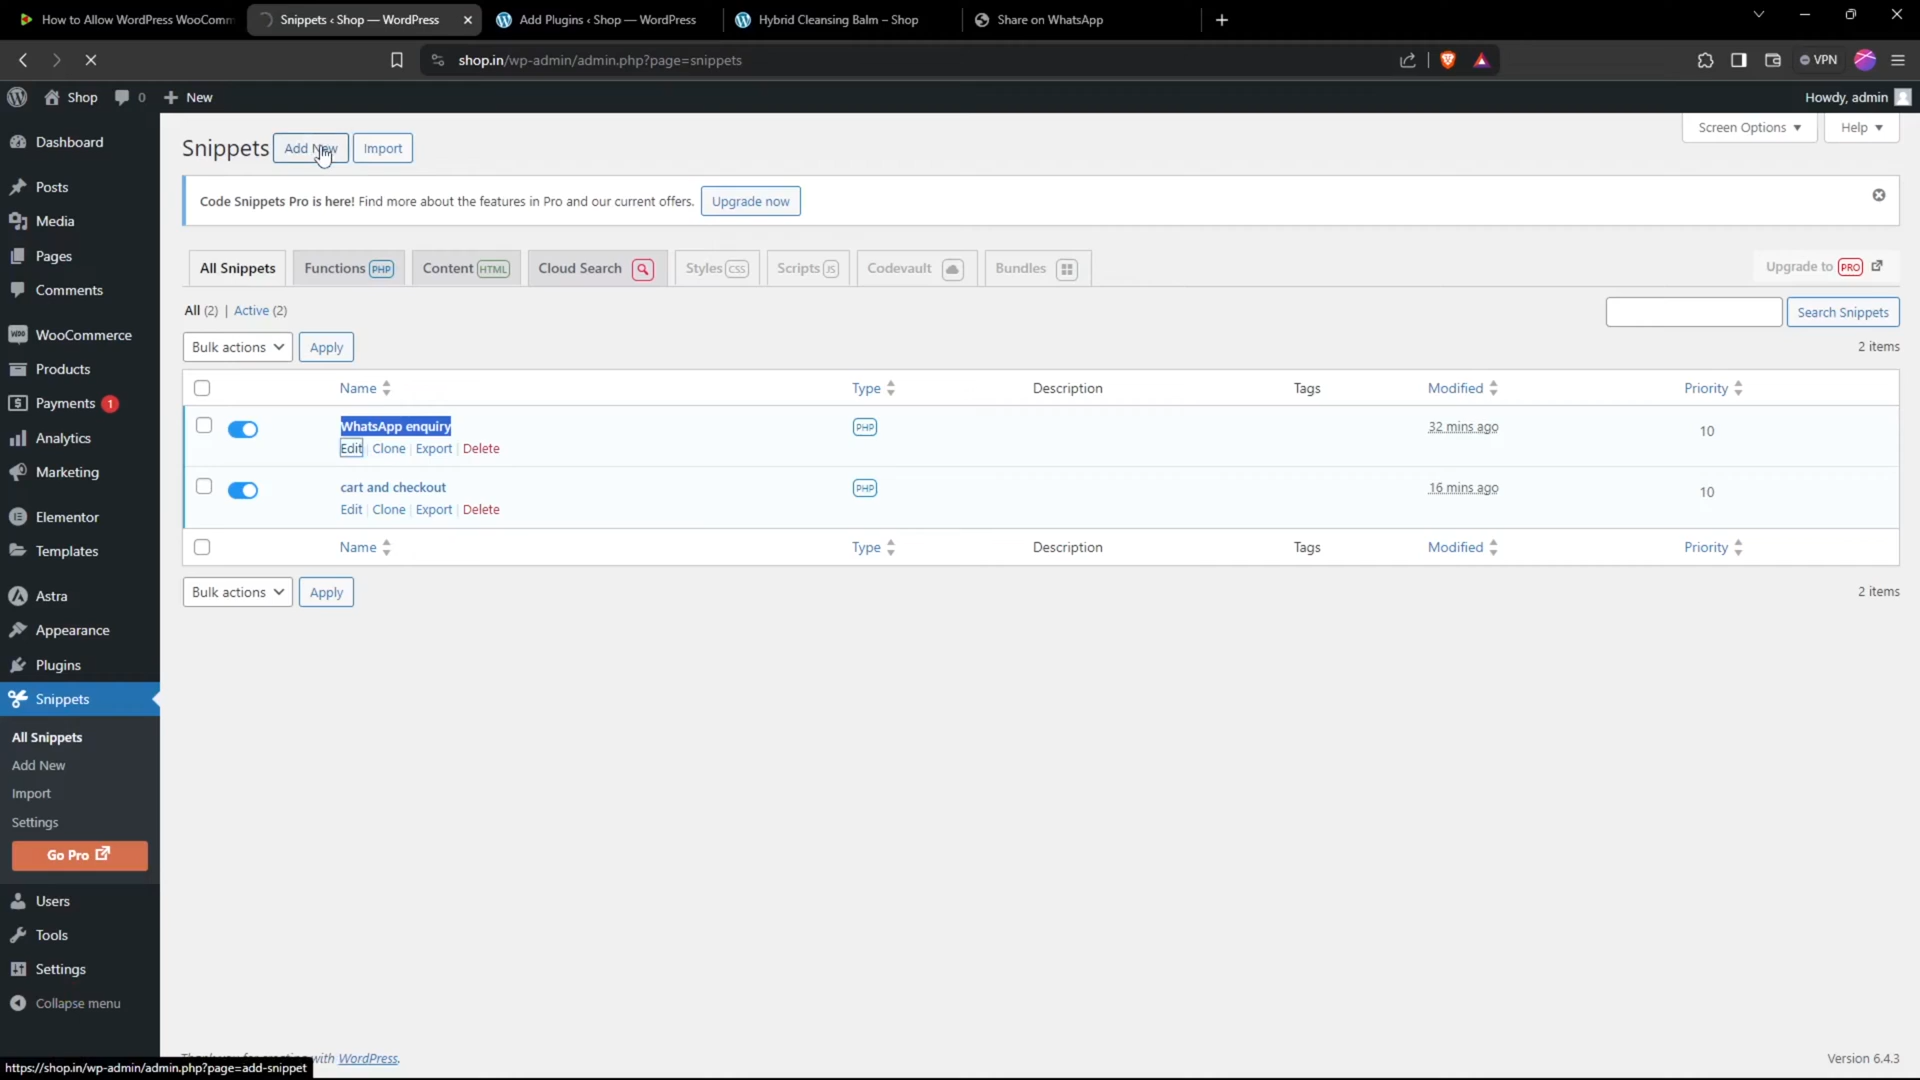 How to Allow WordPress WooComm
Snippets ‹ Shop — WordPress
Add Plugins ‹ Shop — WordPress
Hybrid Cleansing Balm – Shop
Share on WhatsApp
shop.in/wp-admin/admin.php?page=snippets
VPN
Shop
0
New
Howdy, admin
Dashboard
Posts
Media
Pages
Comments
WooCommerce
Products
Payments 1
Analytics
Marketing
Elementor
Templates
Astra
Appearance
Plugins
Snippets
All Snippets
Add New
Import
Settings
Go Pro
Users
Tools
Settings
Collapse menu
Snippets Add New Import
Screen Options Help
Code Snippets Pro is here! Find more about the features in Pro and our current offers. Upgrade now
All Snippets Functions PHP Content HTML Cloud Search Styles CSS Scripts JS Codevault Bundles Upgrade to PRO
All (2) | Active (2)
Search Snippets
Bulk actions Apply
2 items
Name Type Description Tags Modified Priority
WhatsApp enquiry PHP 32 mins ago 10
Edit | Clone | Export | Delete
cart and checkout PHP 16 mins ago 10
Edit | Clone | Export | Delete
Name Type Description Tags Modified Priority
Bulk actions Apply
2 items
with WordPress.
Version 6.4.3
https://shop.in/wp-admin/admin.php?page=add-snippet